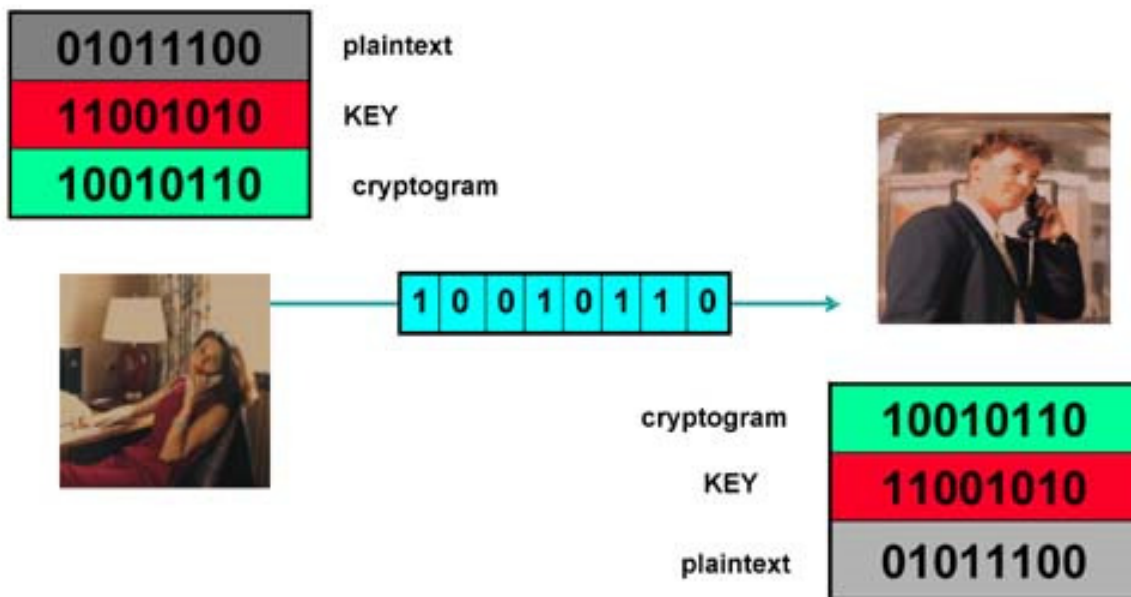 01011100 plaintext
11001010 KEY
10010110 cryptogram
1 0 0 1 0 1 1 0
cryptogram 10010110
KEY 11001010
plaintext 01011100